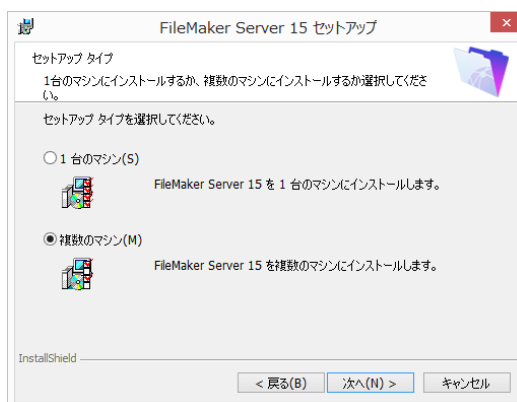 FileMaker Server 15 セットアップ
セットアップ タイプ
1台のマシンにインストールするか、複数のマシンにインストールするか選択してくださ
い。
セットアップ タイプを選択してください。
1 台のマシン(S)
FileMaker Server 15 を 1 台のマシンにインストールします。
複数のマシン(M)
FileMaker Server 15 を複数のマシンにインストールします。
InstallShield
< 戻る(B)
次へ(N) >
キャンセル